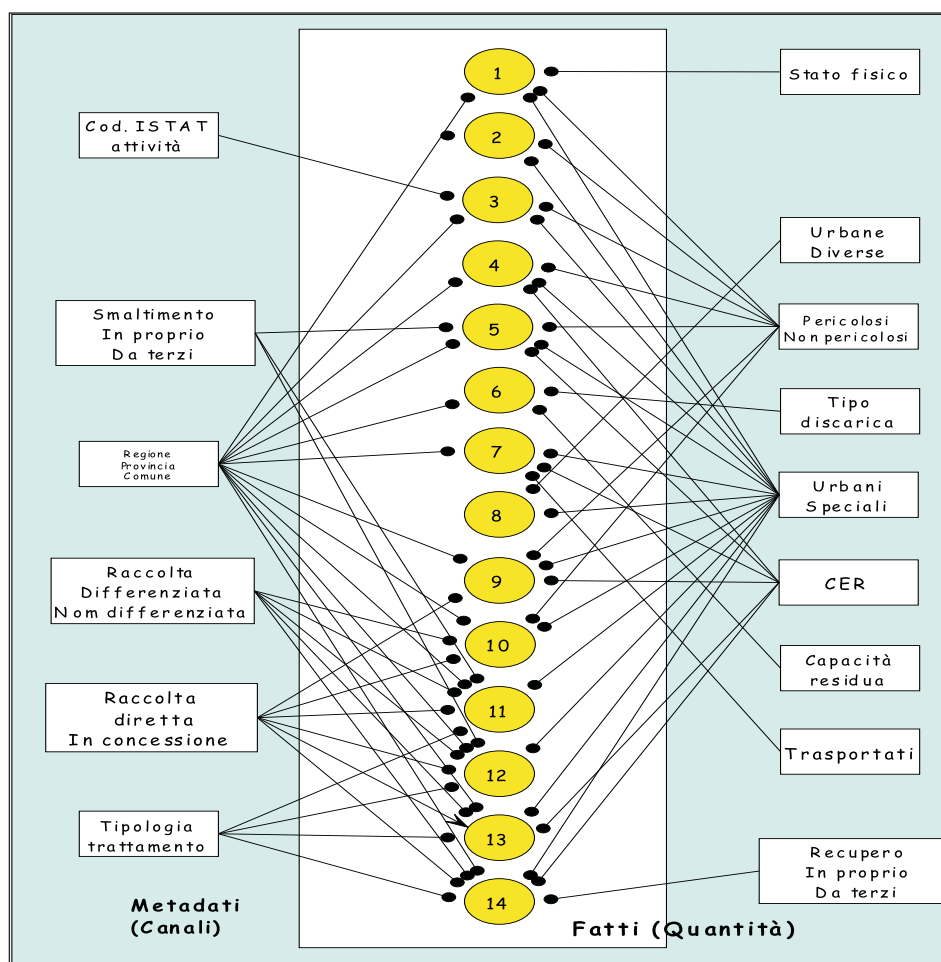 Cod. ISTAT
attività
Smaltimento
In proprio
Da terzi
Regione
Provincia
Comune
Raccolta
Differenziata
Nom differenziata
Raccolta
diretta
In concessione
Tipologia
trattamento
Metadati
(Canali)
1
2
3
4
5
6
7
8
9
10
11
12
13
14
Stato fisico
Urbane
Diverse
Pericolosi
Non pericolosi
Tipo
discarica
Urbani
Speciali
CER
Capacità
residua
Trasportati
Recupero
In proprio
Da terzi
Fatti (Quantità)